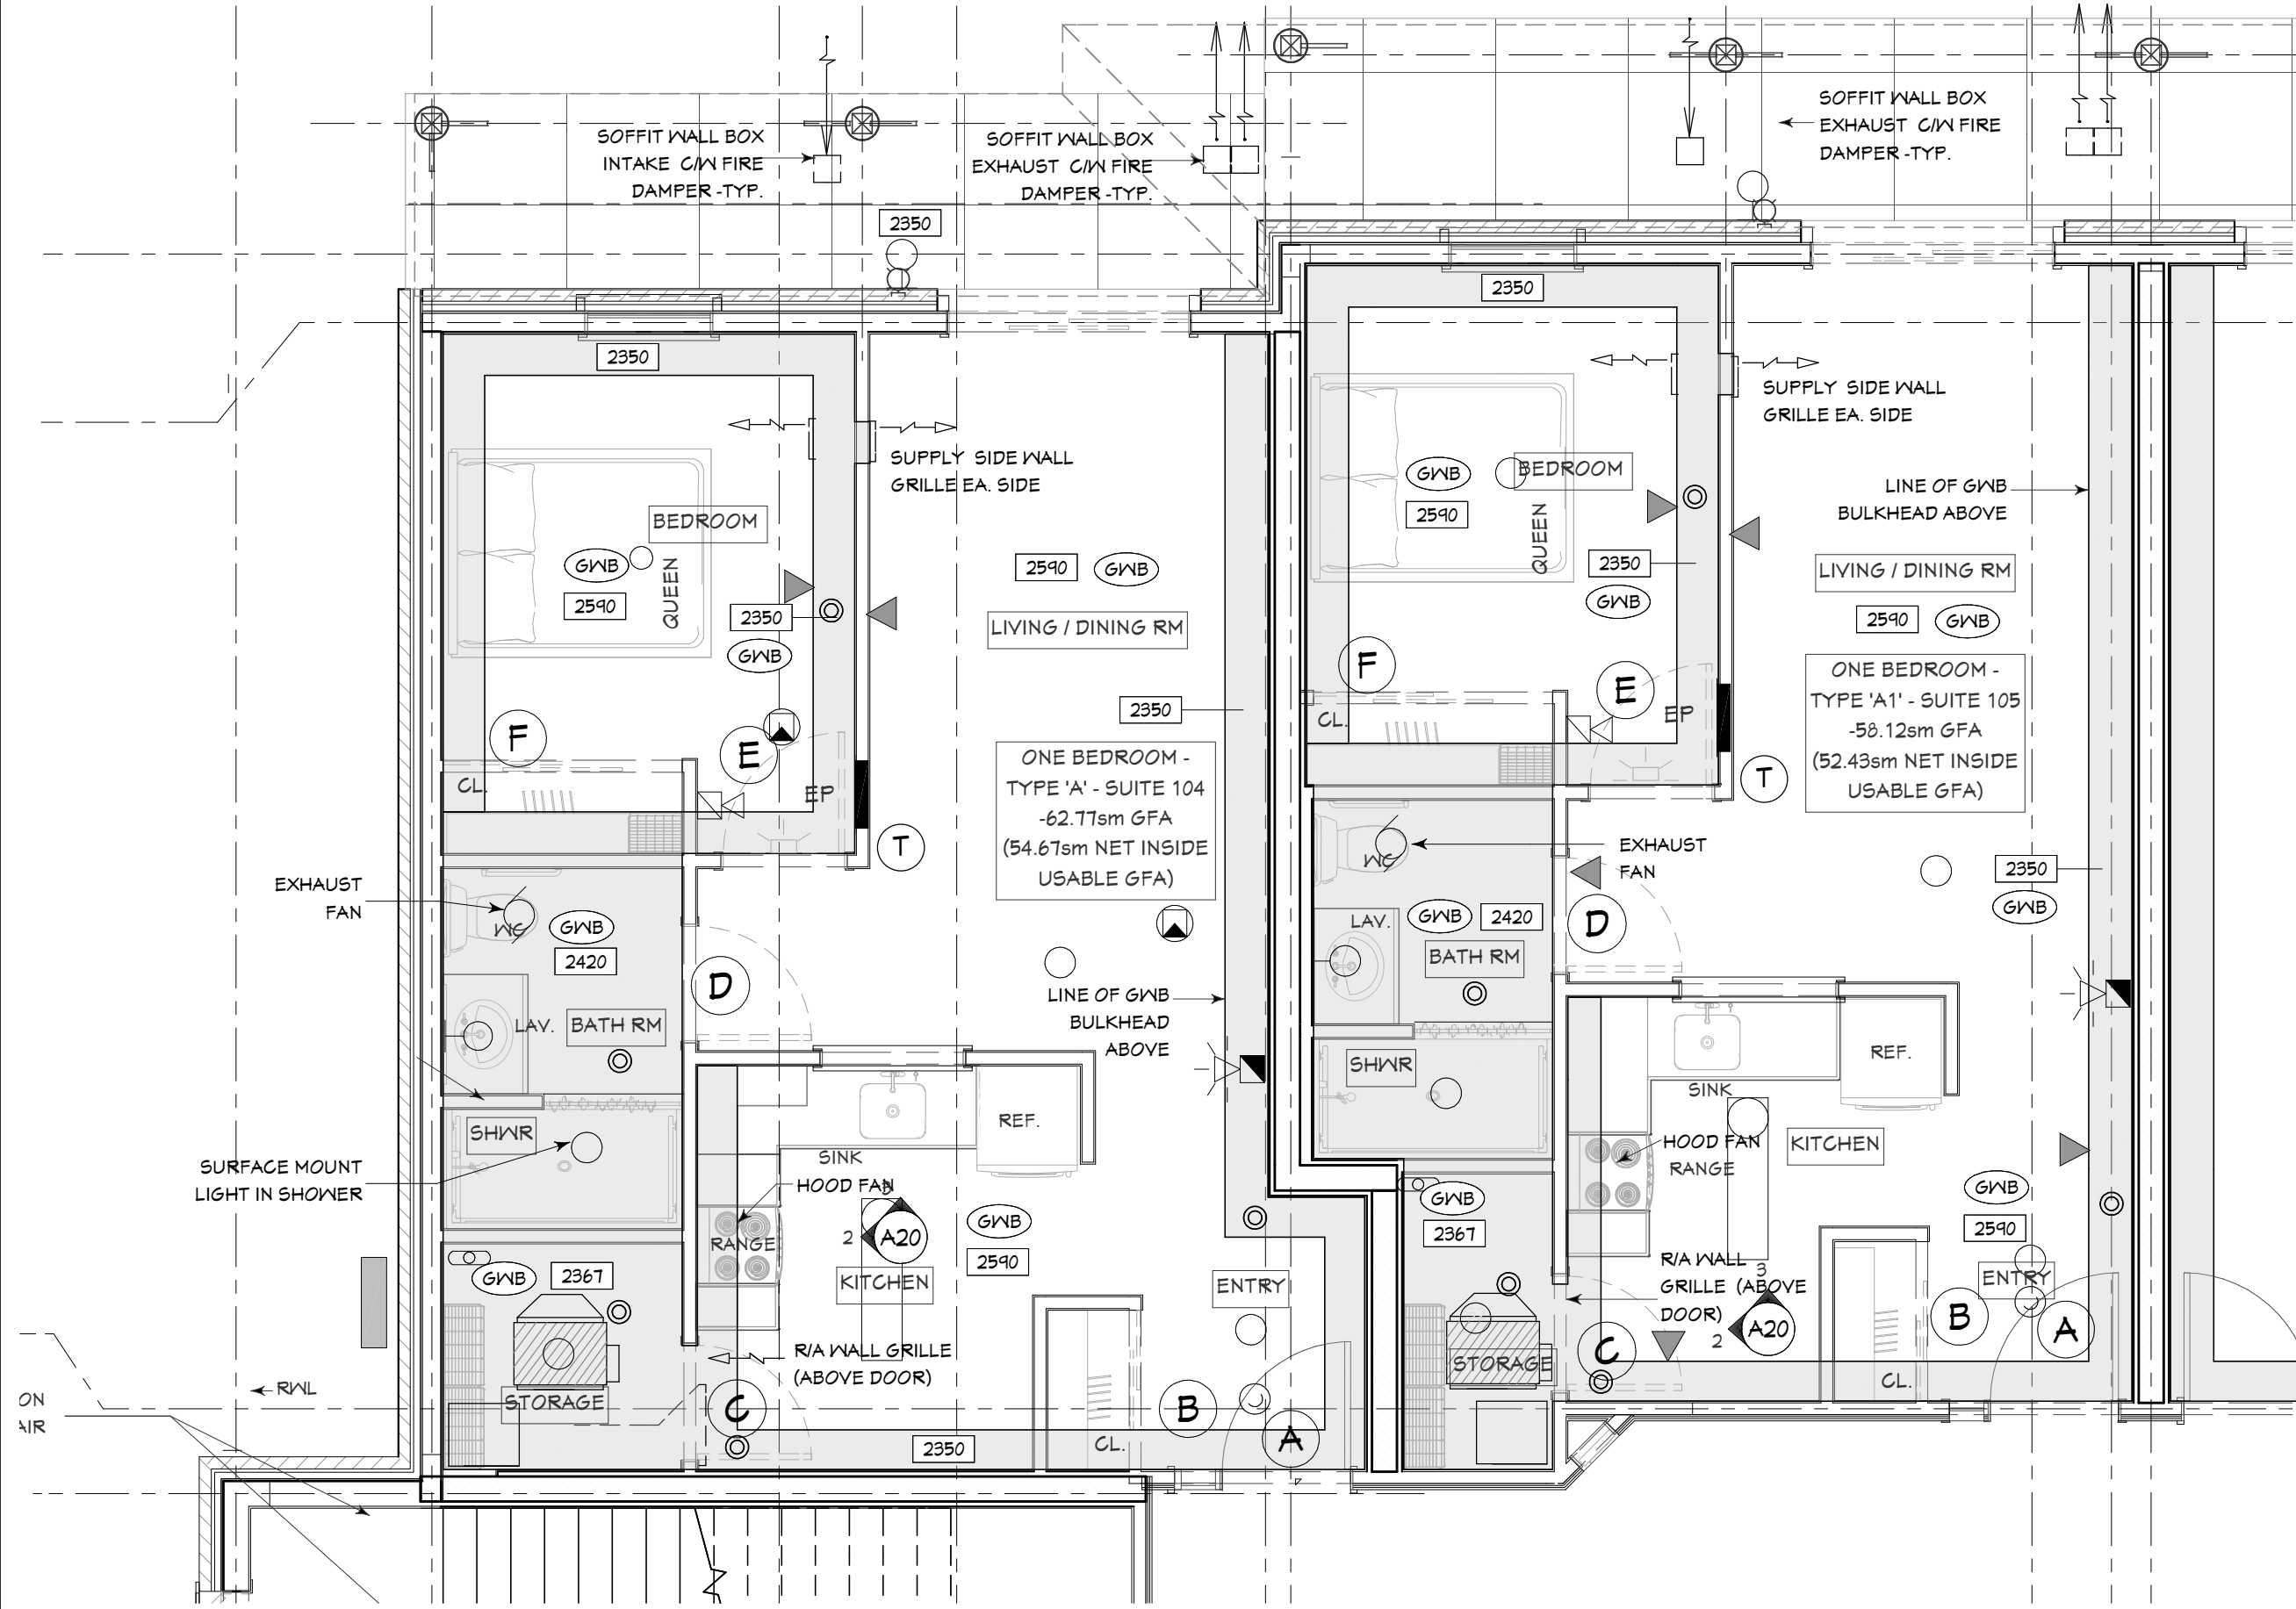 SOFFIT WALL BOX
INTAKE C/W FIRE
DAMPER -TYP.
SOFFIT WALL BOX
EXHAUST C/W FIRE
DAMPER -TYP.
SOFFIT WALL BOX
EXHAUST C/W FIRE
DAMPER -TYP.
2350
2350
2350
SUPPLY SIDE WALL
GRILLE EA. SIDE
SUPPLY SIDE WALL
GRILLE EA. SIDE
BEDROOM
GWB
2590
QUEEN
2350
GWB
F
E
CL.
EP
T
2590
GWB
LIVING / DINING RM
2350
ONE BEDROOM -
TYPE 'A' - SUITE 104
-62.77sm GFA
(54.67sm NET INSIDE
USABLE GFA)
LINE OF GWB
BULKHEAD
ABOVE
EXHAUST
FAN
WC
GWB
2420
LAV.
BATH RM
D
SHWR
SURFACE MOUNT
LIGHT IN SHOWER
REF.
SINK
HOOD FAN
RANGE
3
2
A20
KITCHEN
GWB
2590
ENTRY
GWB
2367
STORAGE
R/A WALL GRILLE
(ABOVE DOOR)
C
B
A
CL.
2350
RWL
ON
AIR
GWB
BEDROOM
2590
QUEEN
2350
GWB
F
E
CL.
EP
T
LINE OF GWB
BULKHEAD ABOVE
LIVING / DINING RM
2590
GWB
ONE BEDROOM -
TYPE 'A1' - SUITE 105
-58.12sm GFA
(52.43sm NET INSIDE
USABLE GFA)
2350
GWB
WC
EXHAUST
FAN
LAV.
GWB
2420
BATH RM
D
SHWR
REF.
SINK
HOOD FAN
RANGE
KITCHEN
GWB
2367
GWB
2590
ENTRY
R/A WALL
GRILLE (ABOVE
DOOR)
3
2
A20
STORAGE
C
B
A
CL.